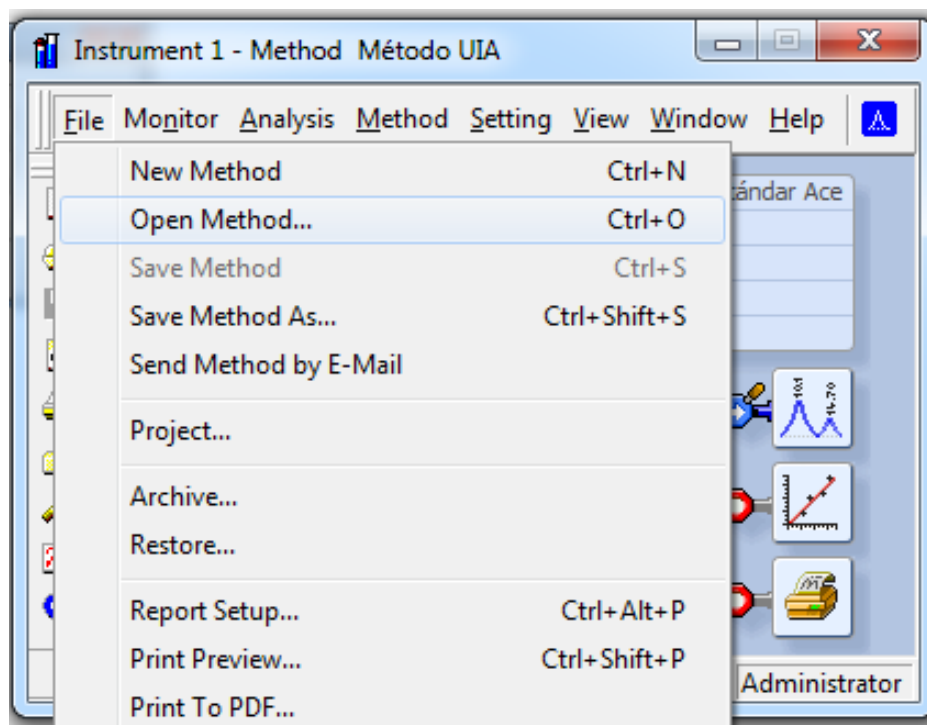 Instrument 1 - Method Método UIA
File Monitor Analysis Method Setting View Window Help
New Method Ctrl+N
ándar Ace
Open Method... Ctrl+O
Save Method Ctrl+S
Save Method As... Ctrl+Shift+S
Send Method by E-Mail
Project...
Archive...
Restore...
Report Setup... Ctrl+Alt+P
Print Preview... Ctrl+Shift+P
Administrator
Print To PDF...